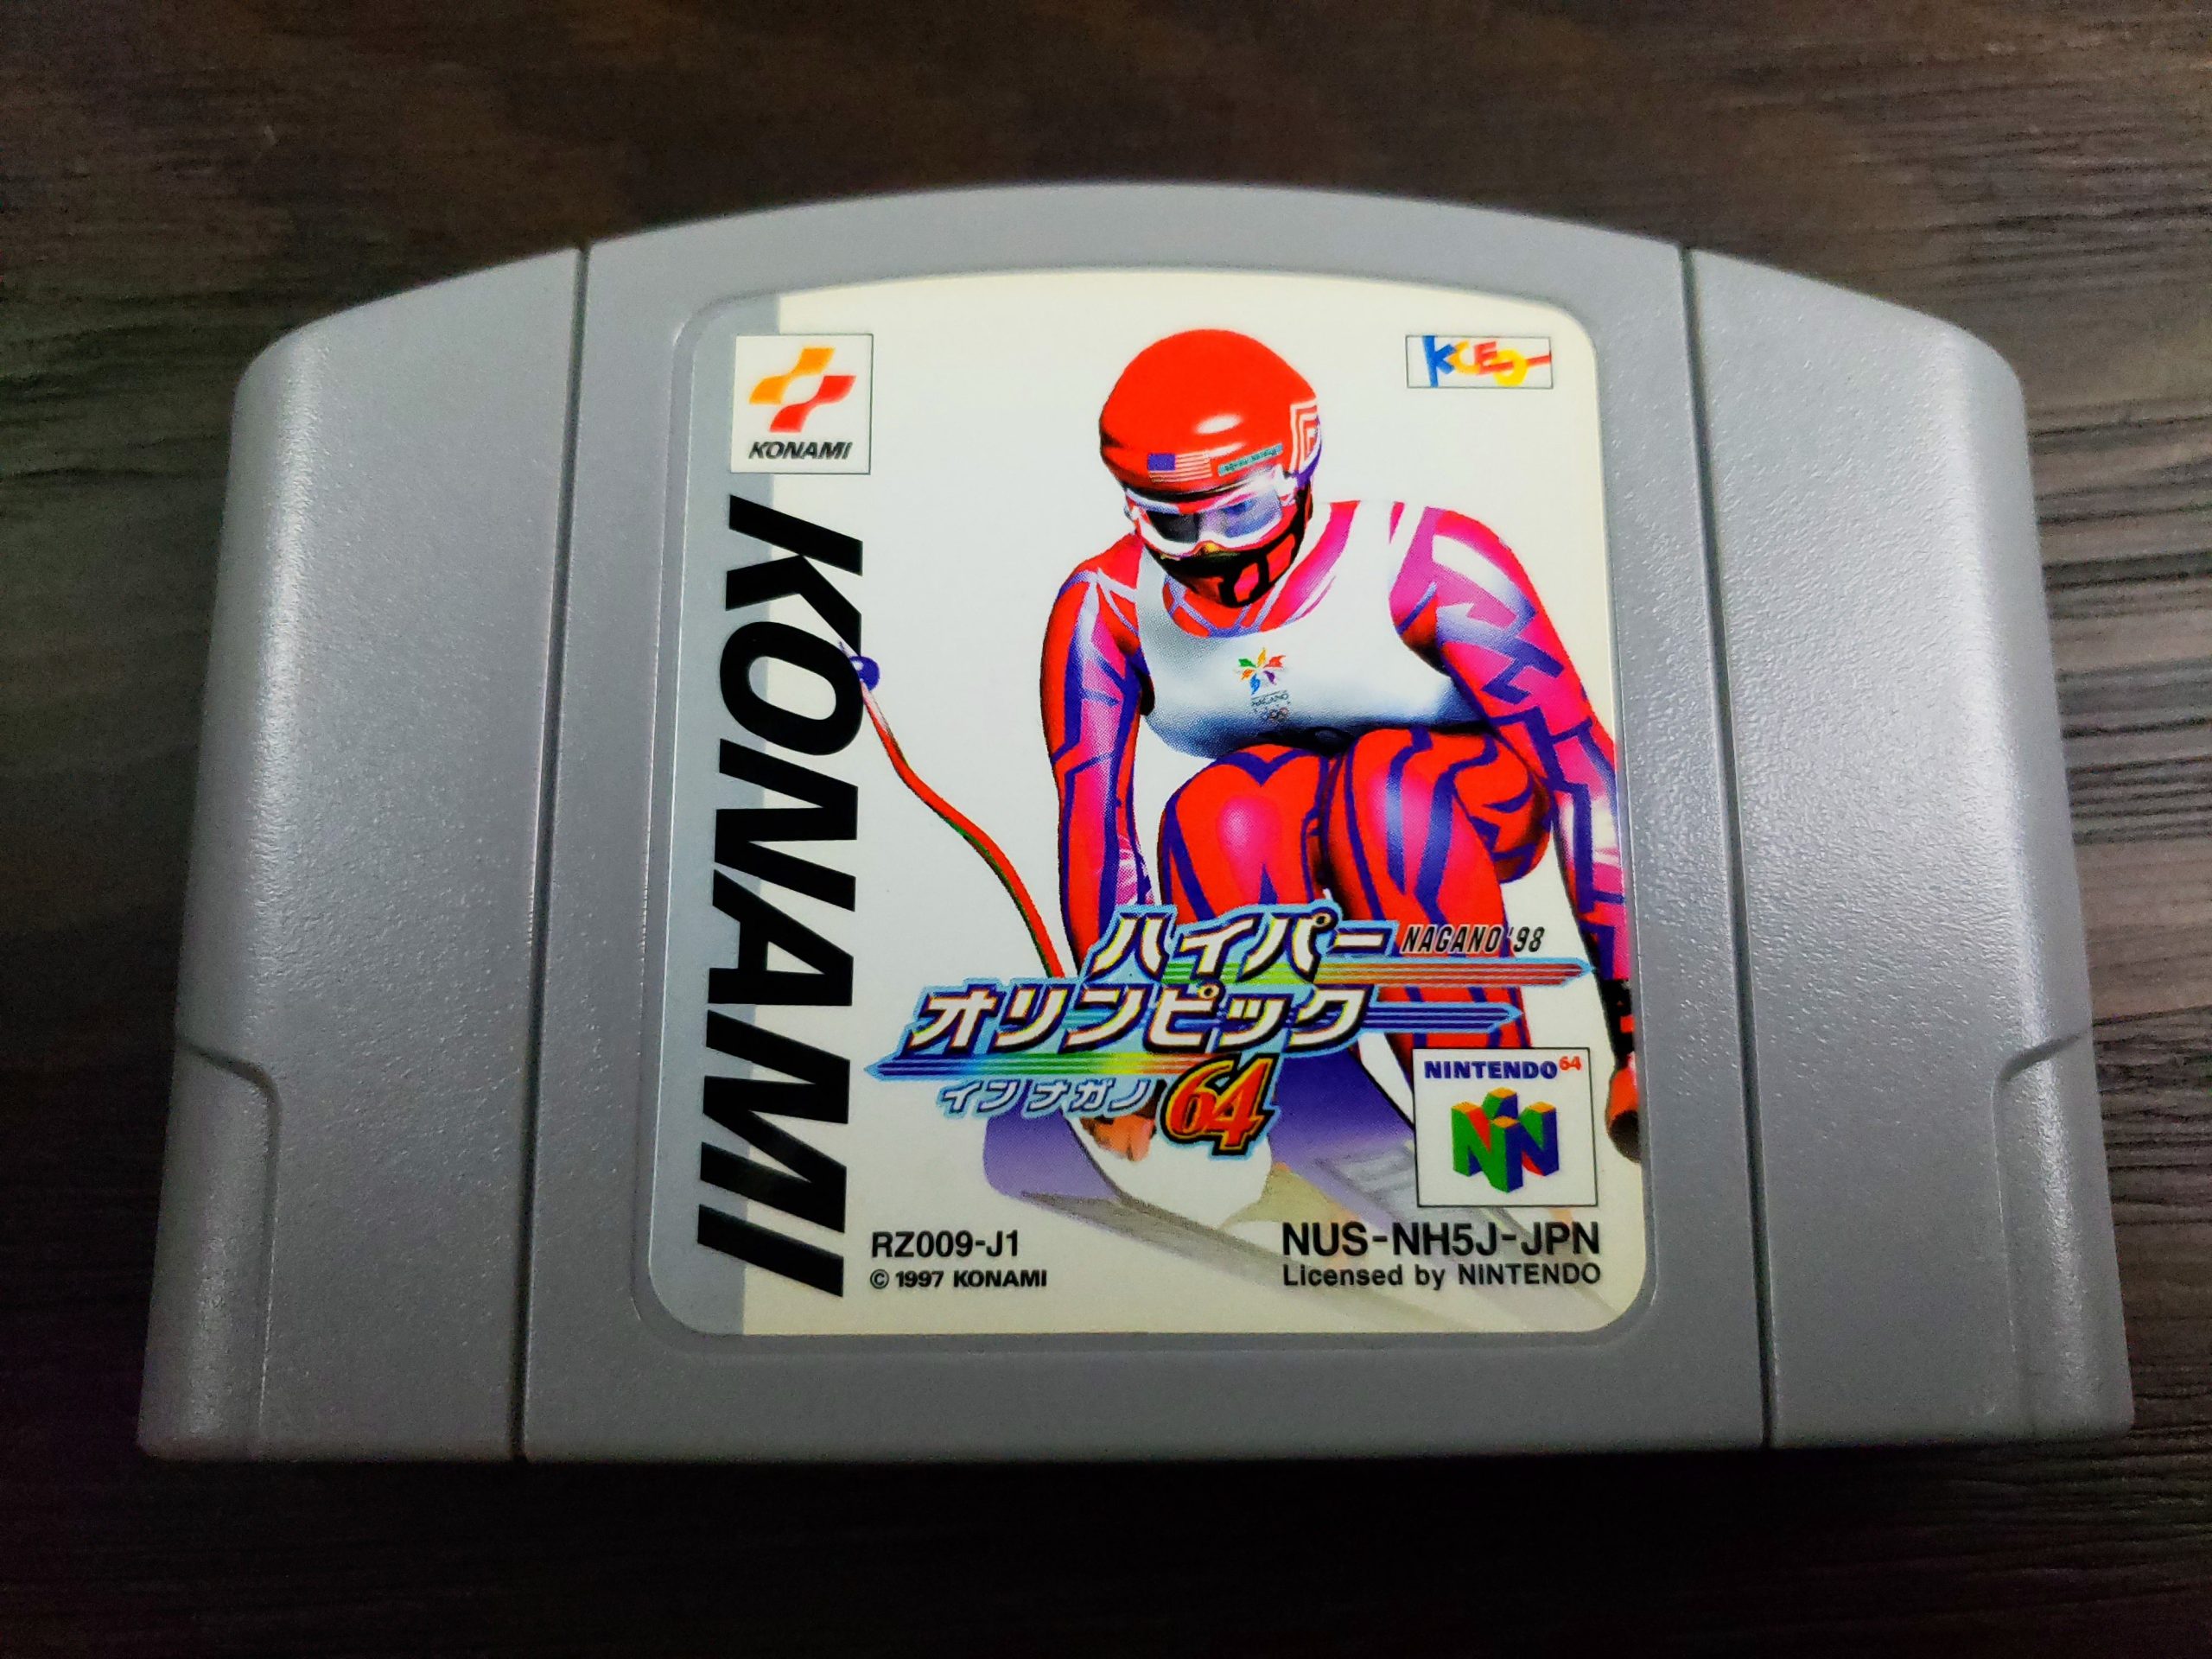 KONAMI
KCEO
KONAMI
NAGANO
ハイパー NAGANO '98
オリンピック
イン ナガノ 64
NINTENDO64
RZ009-J1
© 1997 KONAMI
NUS-NH5J-JPN
Licensed by NINTENDO